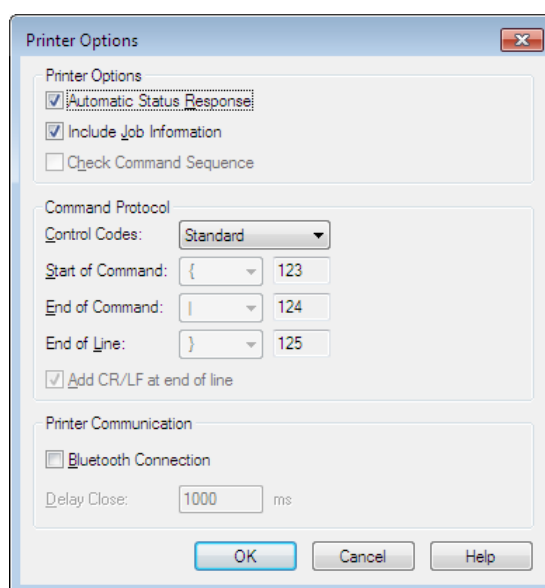 Printer Options
Printer Options
Automatic Status Response
Include Job Information
Check Command Sequence
Command Protocol
Control Codes: Standard
Start of Command: { 123
End of Command: | 124
End of Line: } 125
Add CR/LF at end of line
Printer Communication
Bluetooth Connection
Delay Close: 1000 ms
OK Cancel Help